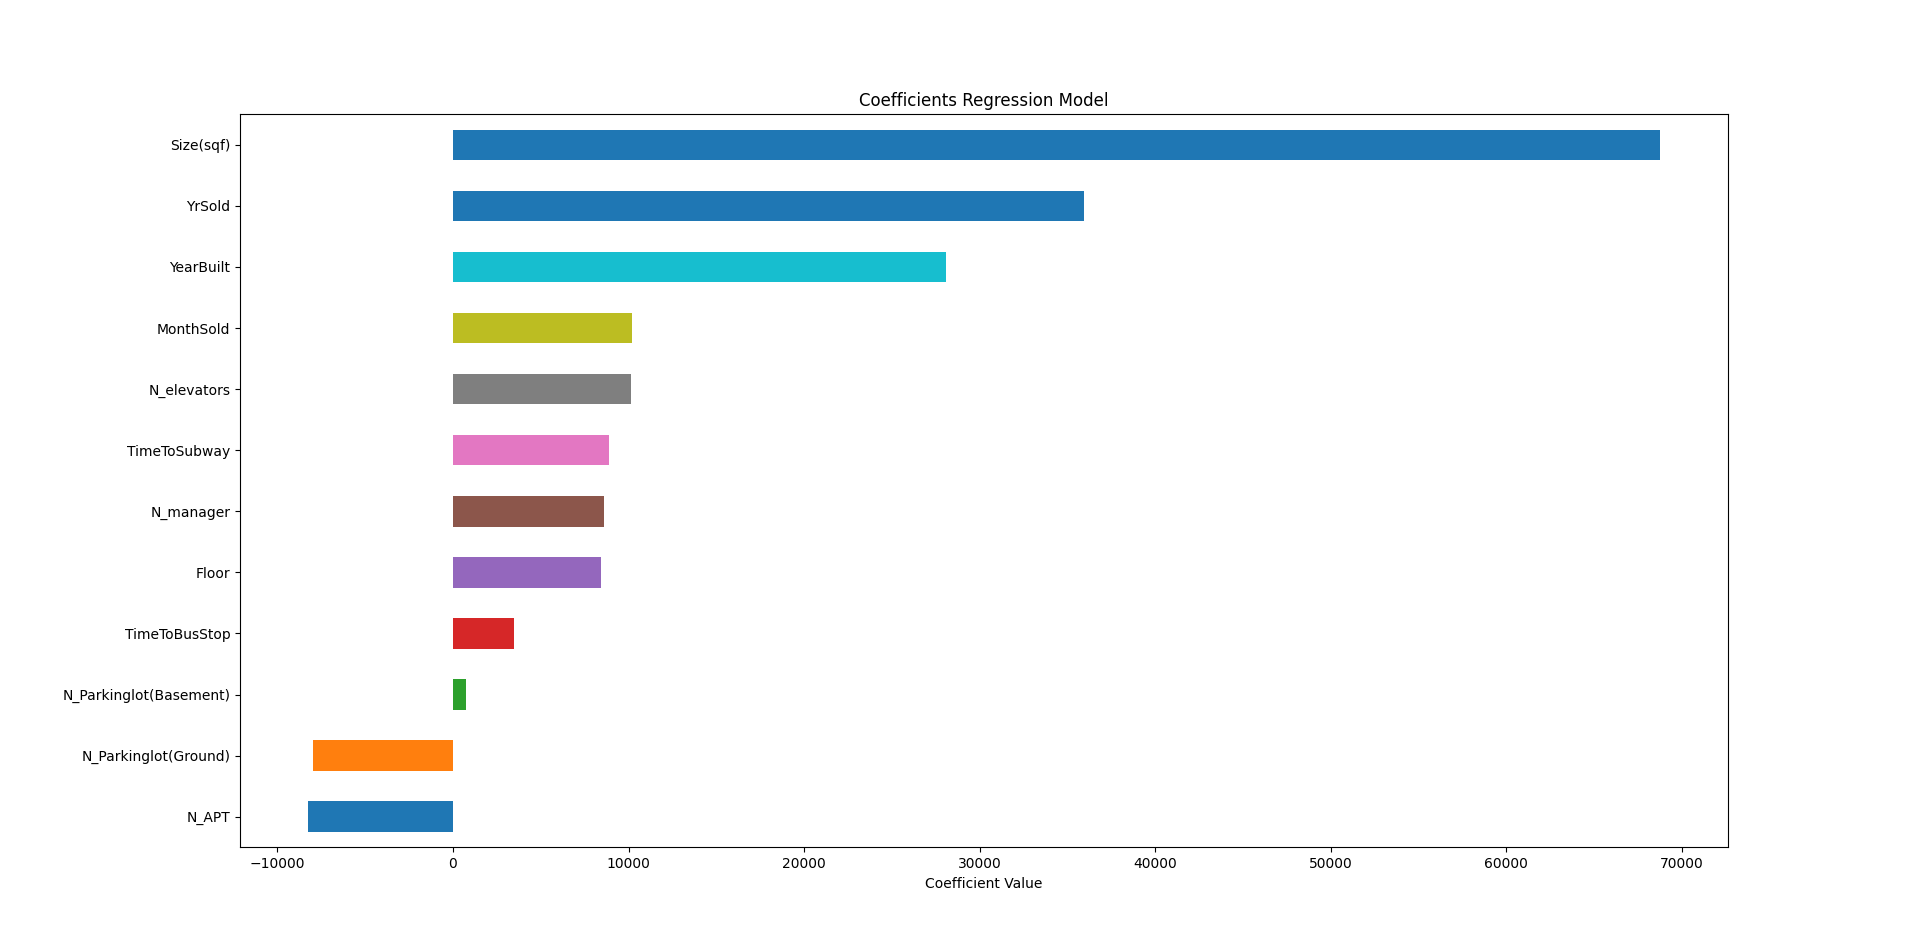 Coefficients Regression Model
Size(sqf)
YrSold
YearBuilt
MonthSold
N_elevators
TimeToSubway
N_manager
Floor
TimeToBusStop
N_Parkinglot(Basement)
N_Parkinglot(Ground)
N_APT
−10000 0 10000 20000 30000 40000 50000 60000 70000
Coefficient Value